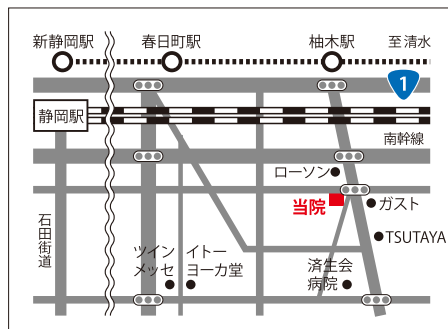 新静岡駅
春日町駅
柚木駅
至清水
1
静岡駅
南幹線
ローソン
当院
ガスト
TSUTAYA
石田街道
ツイン
メッセ
イトー
ヨーカ堂
済生会
病院